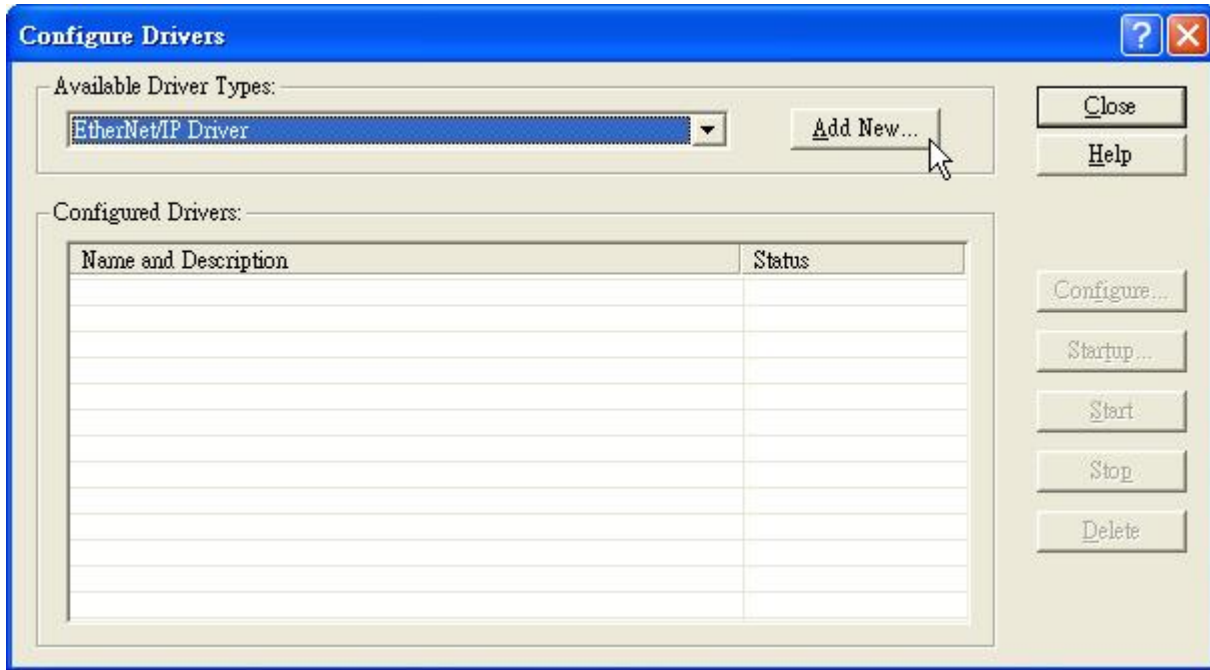 Configure Drivers
?
Available Driver Types:
EtherNet/IP Driver
Add New...
Close
Help
Configured Drivers:
Name and Description
Status
Configure...
Startup...
Start
Stop
Delete